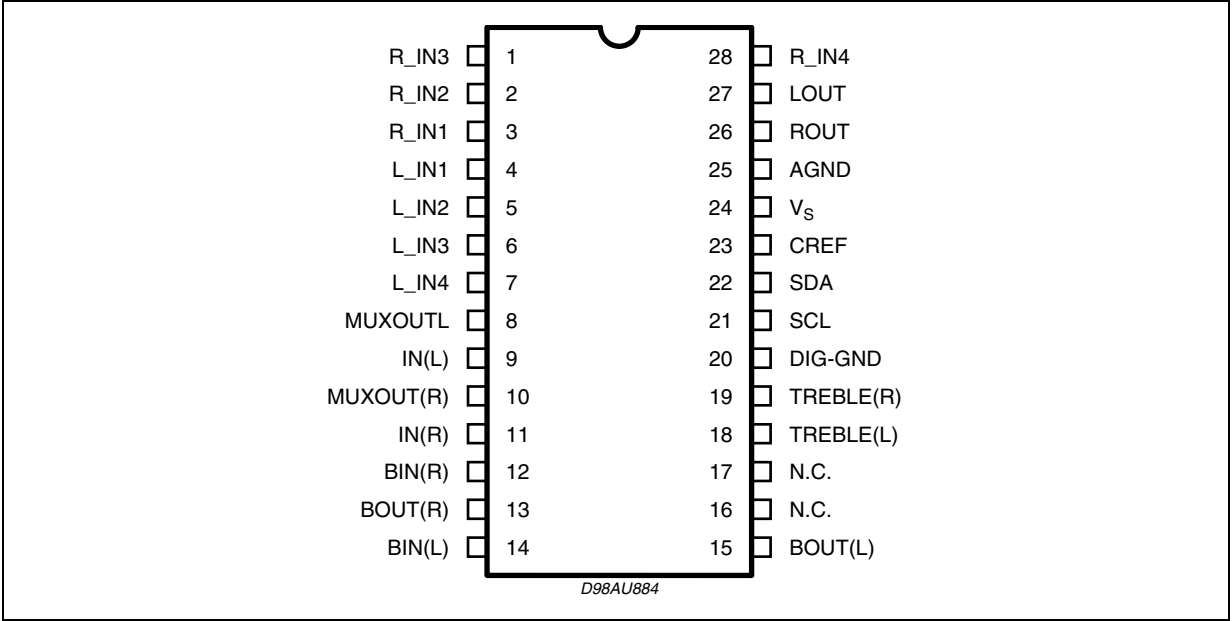 R_IN3 1 28 R_IN4
R_IN2 2 27 LOUT
R_IN1 3 26 ROUT
L_IN1 4 25 AGND
L_IN2 5 24 VS
L_IN3 6 23 CREF
L_IN4 7 22 SDA
MUXOUTL 8 21 SCL
IN(L) 9 20 DIG-GND
MUXOUT(R) 10 19 TREBLE(R)
IN(R) 11 18 TREBLE(L)
BIN(R) 12 17 N.C.
BOUT(R) 13 16 N.C.
BIN(L) 14 15 BOUT(L)
D98AU884